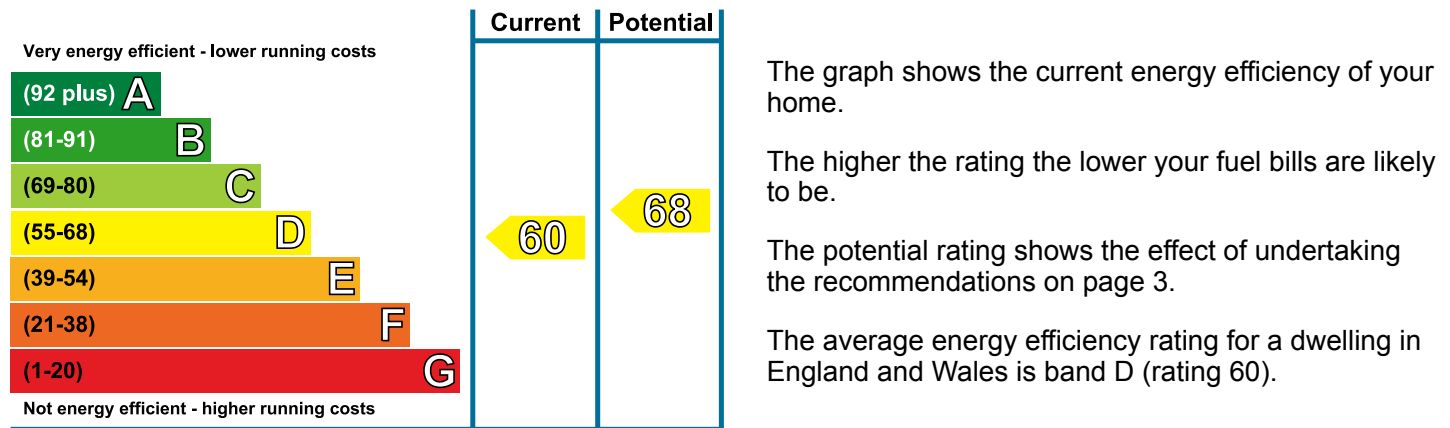 Current Potential
Very energy efficient - lower running costs
(92 plus) A
(81-91) B
(69-80) C
(55-68) D
(39-54) E
(21-38) F
(1-20) G
Not energy efficient - higher running costs
60
68
The graph shows the current energy efficiency of your
home.
The higher the rating the lower your fuel bills are likely
to be.
The potential rating shows the effect of undertaking
the recommendations on page 3.
The average energy efficiency rating for a dwelling in
England and Wales is band D (rating 60).